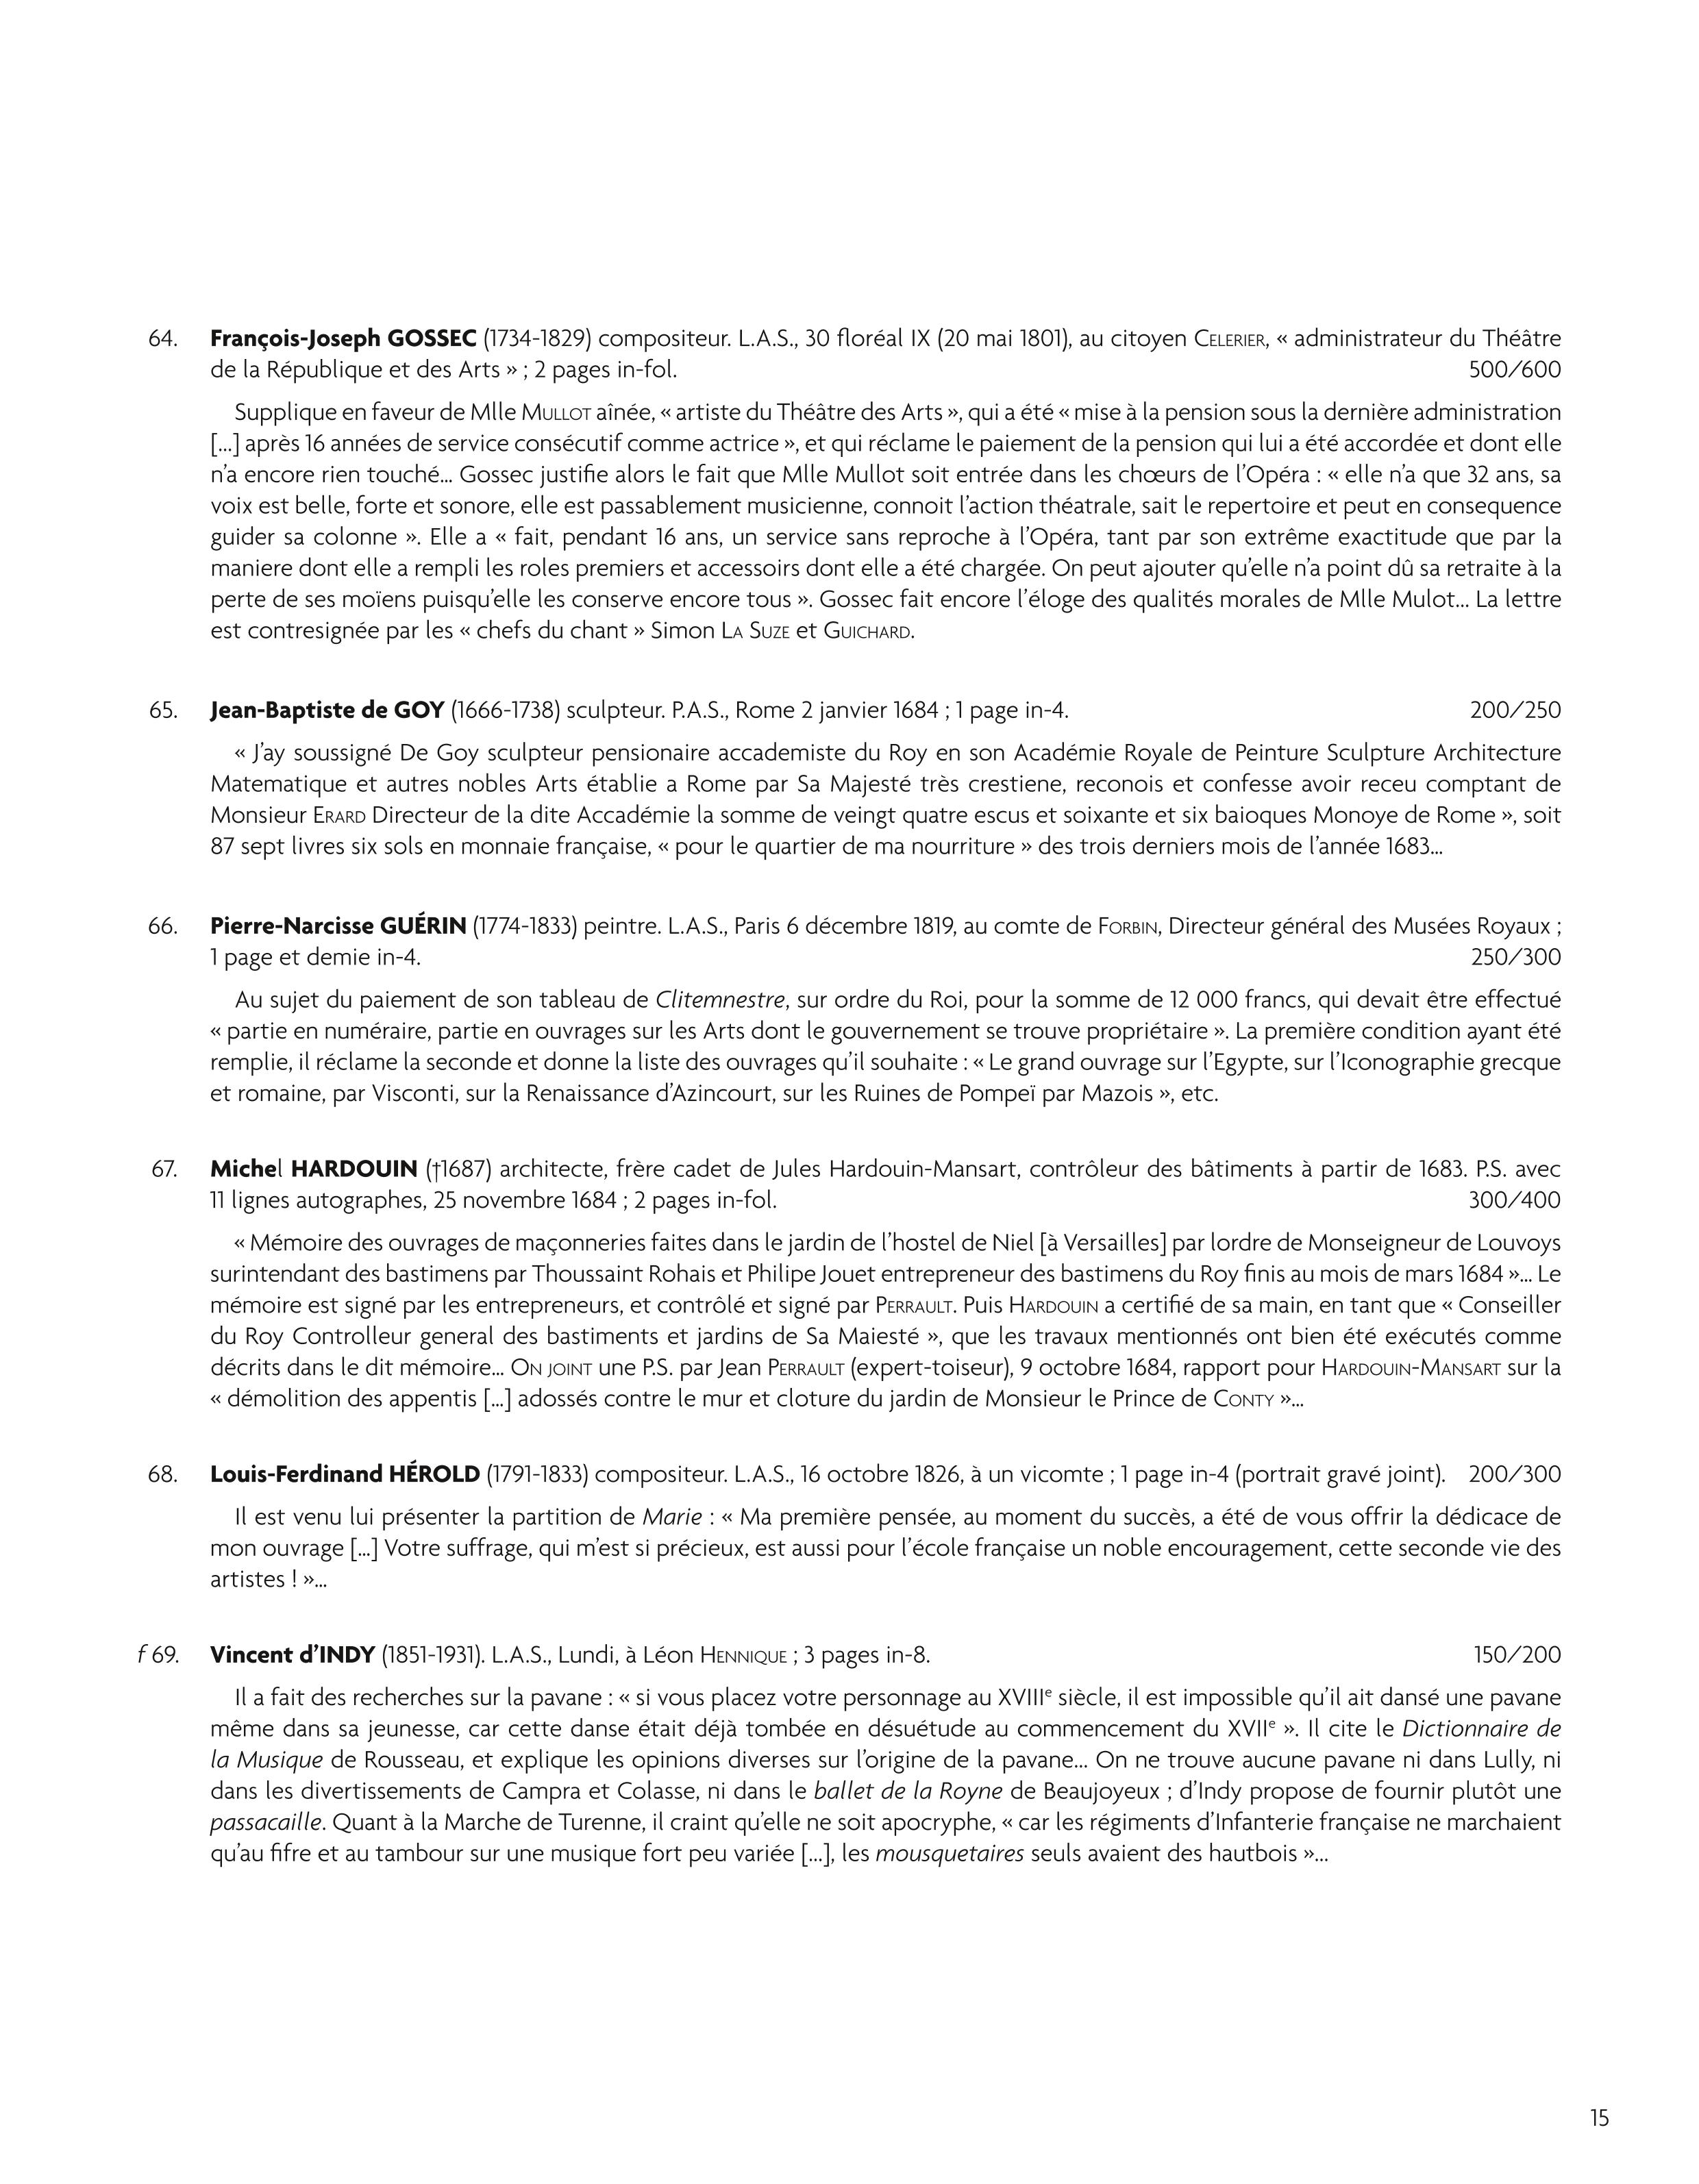 64. François-Joseph GOSSEC (1734-1829) compositeur. L.A.S., 30 floréal IX (20 mai 1801), au citoyen CELERIER, « administrateur du Théâtre
de la République et des Arts » ; 2 pages in-fol. 500/600
Supplique en faveur de Mlle MULLOT aînée, « artiste du Théâtre des Arts », qui a été « mise à la pension sous la dernière administration
[...] après 16 années de service consécutif comme actrice », et qui réclame le paiement de la pension qui lui a été accordée et dont elle
n'a encore rien touché... Gossec justifie alors le fait que Mlle Mullot soit entrée dans les chœurs de l'Opéra : « elle n'a que 32 ans, sa
voix est belle, forte et sonore, elle est passablement musicienne, connoit l'action théatrale, sait le repertoire et peut en consequence
guider sa colonne ». Elle a « fait, pendant 16 ans, un service sans reproche à l'Opéra, tant par son extrême exactitude que par la
maniere dont elle a rempli les roles premiers et accessoirs dont elle a été chargée. On peut ajouter qu'elle n'a point dû sa retraite à la
perte de ses moïens puisqu'elle les conserve encore tous ». Gossec fait encore l'éloge des qualités morales de Mlle Mulot... La lettre
est contresignée par les « chefs du chant » Simon LA SUZE et GUICHARD.
65. Jean-Baptiste de GOY (1666-1738) sculpteur. P.A.S., Rome 2 janvier 1684 ; 1 page in-4. 200/250
« J'ay soussigné De Goy sculpteur pensionaire accademiste du Roy en son Académie Royale de Peinture Sculpture Architecture
Matematique et autres nobles Arts établie a Rome par Sa Majesté très crestiene, reconois et confesse avoir receu comptant de
Monsieur ERARD Directeur de la dite Accadémie la somme de veingt quatre escus et soixante et six baioques Monoye de Rome », soit
87 sept livres six sols en monnaie française, « pour le quartier de ma nourriture » des trois derniers mois de l'année 1683...
66. Pierre-Narcisse GUÉRIN (1774-1833) peintre. L.A.S., Paris 6 décembre 1819, au comte de FORBIN, Directeur général des Musées Royaux ;
1 page et demie in-4. 250/300
Au sujet du paiement de son tableau de Clitemnestre, sur ordre du Roi, pour la somme de 12 000 francs, qui devait être effectué
« partie en numéraire, partie en ouvrages sur les Arts dont le gouvernement se trouve propriétaire ». La première condition ayant été
remplie, il réclame la seconde et donne la liste des ouvrages qu'il souhaite : « Le grand ouvrage sur l'Egypte, sur l'Iconographie grecque
et romaine, par Visconti, sur la Renaissance d'Azincourt, sur les Ruines de Pompeï par Mazois », etc.
67. Michel HARDOUIN (†1687) architecte, frère cadet de Jules Hardouin-Mansart, contrôleur des bâtiments à partir de 1683. P.S. avec
11 lignes autographes, 25 novembre 1684 ; 2 pages in-fol. 300/400
« Mémoire des ouvrages de maçonneries faites dans le jardin de l'hostel de Niel [à Versailles] par lordre de Monseigneur de Louvoys
surintendant des bastimens par Thoussaint Rohais et Philipe Jouet entrepreneur des bastimens du Roy finis au mois de mars 1684 »... Le
mémoire est signé par les entrepreneurs, et contrôlé et signé par PERRAULT. Puis HARDOUIN a certifié de sa main, en tant que « Conseiller
du Roy Controlleur general des bastiments et jardins de Sa Maiesté », que les travaux mentionnés ont bien été exécutés comme
décrits dans le dit mémoire... ON JOINT une P.S. par Jean PERRAULT (expert-toiseur), 9 octobre 1684, rapport pour HARDOUIN-MANSART sur la
« démolition des appentis [...] adossés contre le mur et cloture du jardin de Monsieur le Prince de CONTY »...
68. Louis-Ferdinand HÉROLD (1791-1833) compositeur. L.A.S., 16 octobre 1826, à un vicomte ; 1 page in-4 (portrait gravé joint). 200/300
Il est venu lui présenter la partition de Marie : « Ma première pensée, au moment du succès, a été de vous offrir la dédicace de
mon ouvrage [...] Votre suffrage, qui m'est si précieux, est aussi pour l'école française un noble encouragement, cette seconde vie des
artistes ! »...
f 69. Vincent d'INDY (1851-1931). L.A.S., Lundi, à Léon HENNIQUE ; 3 pages in-8. 150/200
Il a fait des recherches sur la pavane : « si vous placez votre personnage au XVIIIe siècle, il est impossible qu'il ait dansé une pavane
même dans sa jeunesse, car cette danse était déjà tombée en désuétude au commencement du XVIIe ». Il cite le Dictionnaire de
la Musique de Rousseau, et explique les opinions diverses sur l'origine de la pavane... On ne trouve aucune pavane ni dans Lully, ni
dans les divertissements de Campra et Colasse, ni dans le ballet de la Royne de Beaujoyeux ; d'Indy propose de fournir plutôt une
passacaille. Quant à la Marche de Turenne, il craint qu'elle ne soit apocryphe, « car les régiments d'Infanterie française ne marchaient
qu'au fifre et au tambour sur une musique fort peu variée [...], les mousquetaires seuls avaient des hautbois »...
15